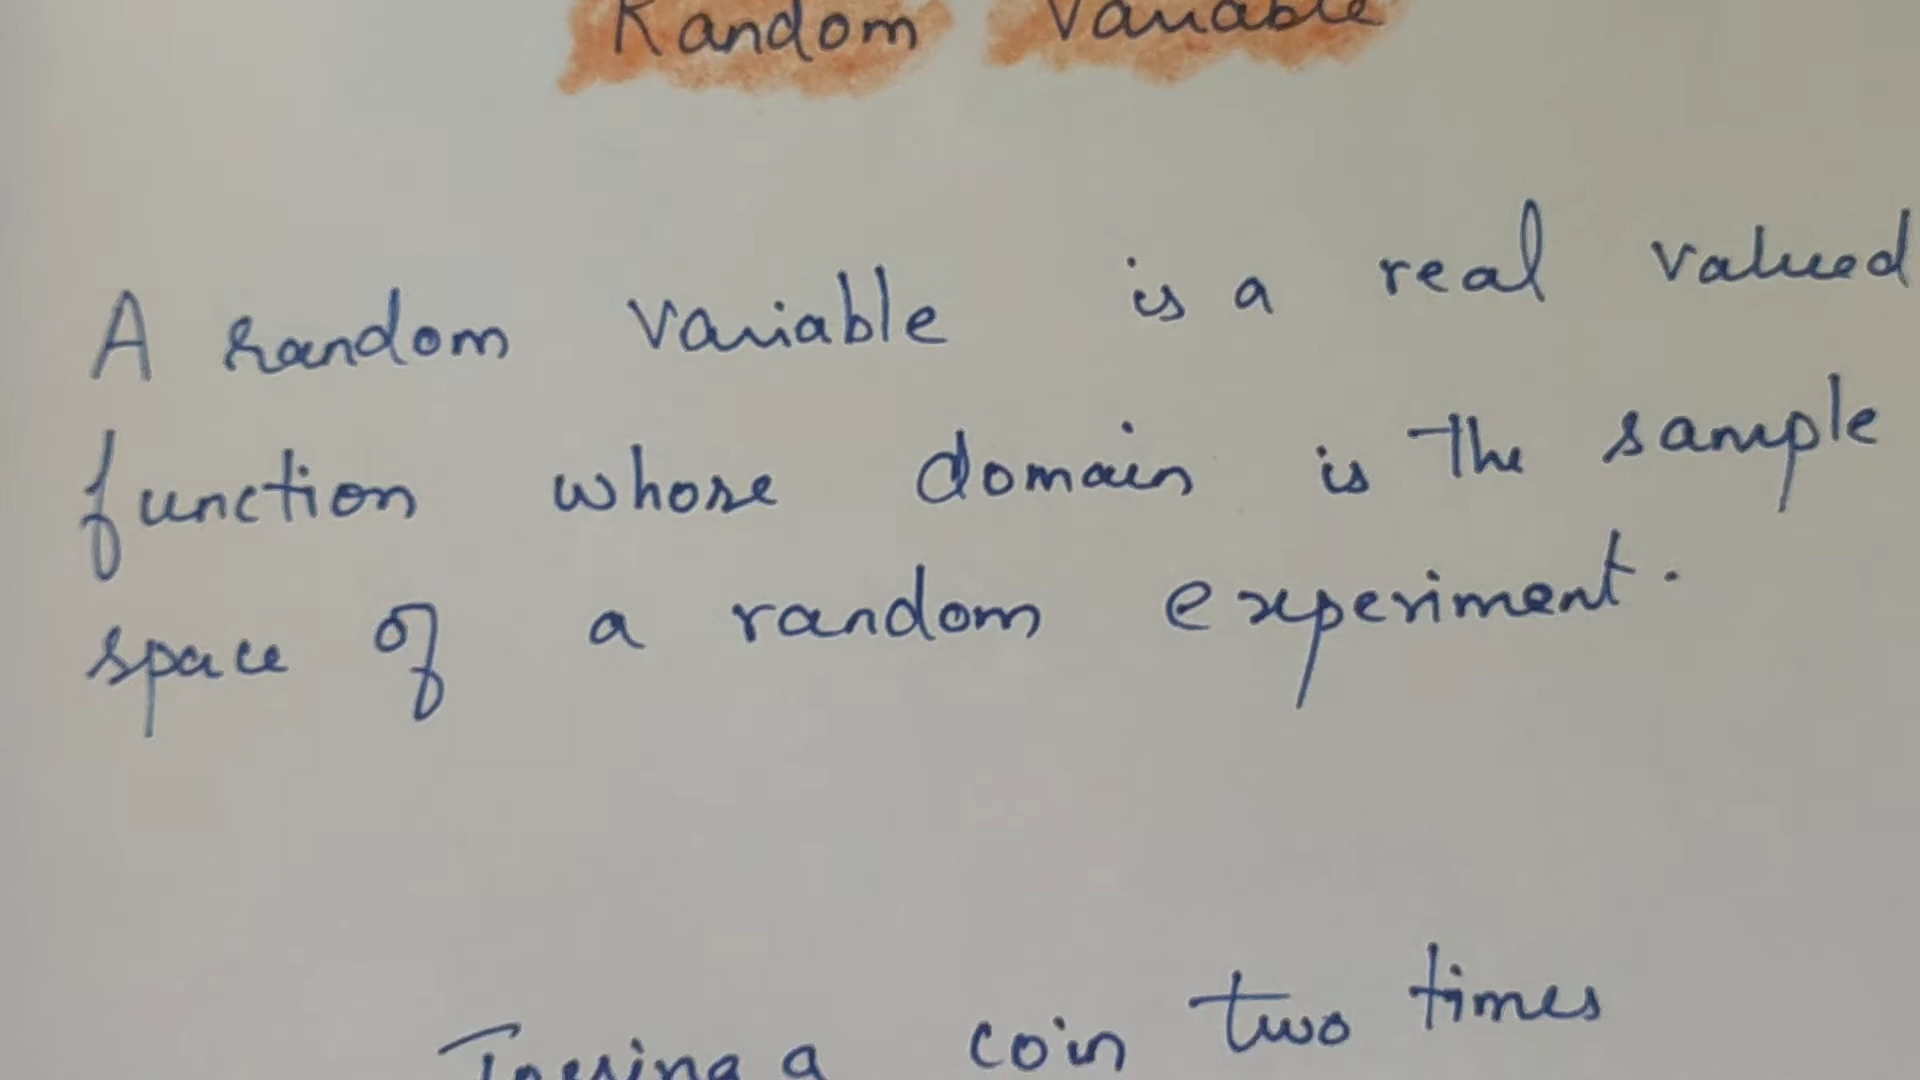 Random Variable
A random variable is a real valued
function whose domain is the sample
space of a random experiment.
Tossing a coin two times